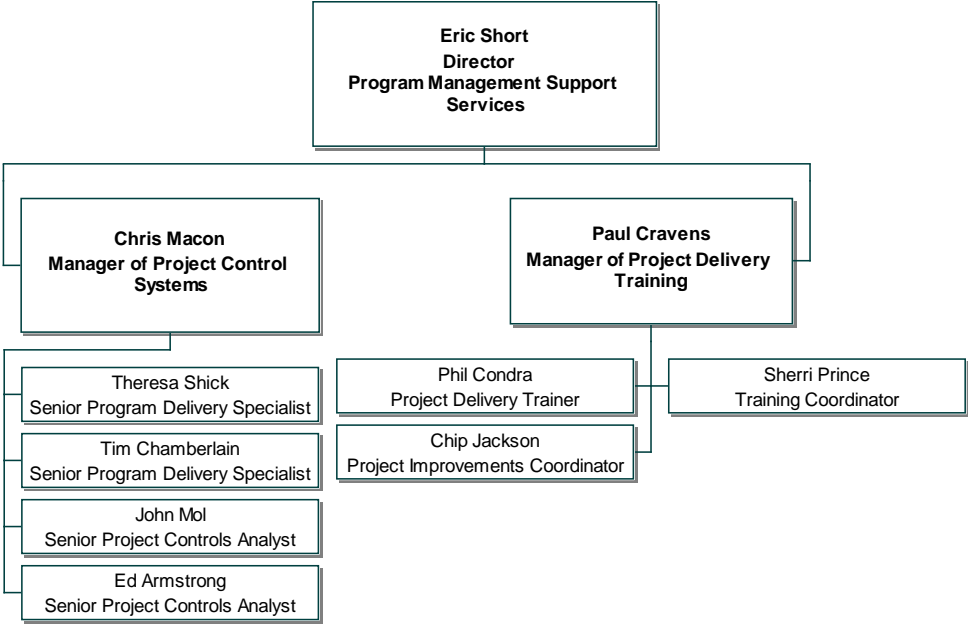 Eric Short
Director
Program Management Support
Services
Chris Macon
Manager of Project Control
Systems
Paul Cravens
Manager of Project Delivery
Training
Theresa Shick
Senior Program Delivery Specialist
Tim Chamberlain
Senior Program Delivery Specialist
John Mol
Senior Project Controls Analyst
Ed Armstrong
Senior Project Controls Analyst
Phil Condra
Project Delivery Trainer
Chip Jackson
Project Improvements Coordinator
Sherri Prince
Training Coordinator